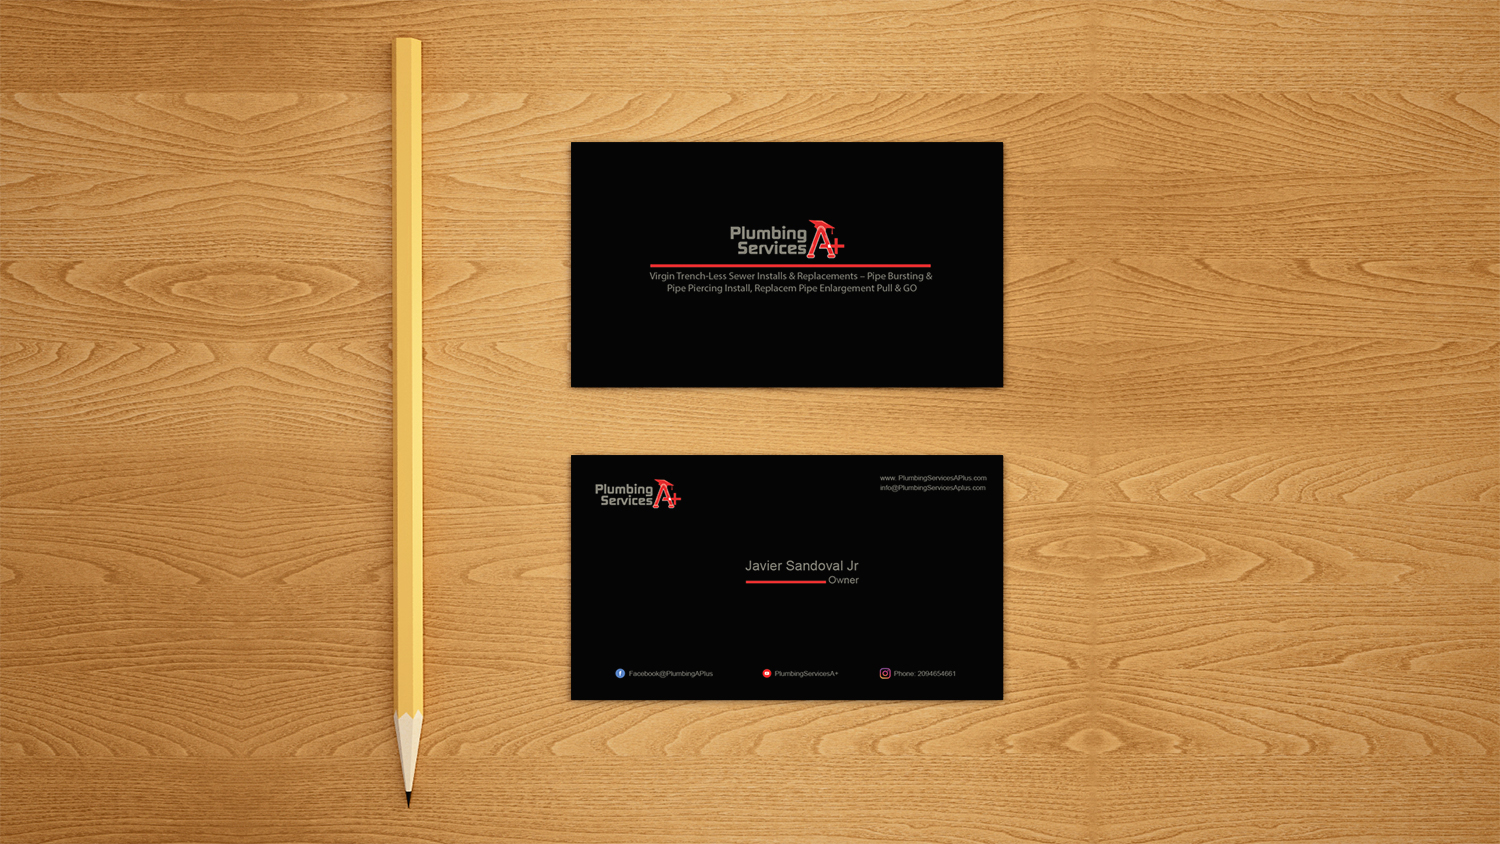 Plumbing
Services A+
Virgin Trench-Less Sewer Installs & Replacements – Pipe Bursting &
Pipe Piercing Install, Replacem Pipe Enlargement Pull & GO
Plumbing
Services A+
www. PlumbingServicesAPlus.com
info@PlumbingServicesAplus.com
Javier Sandoval Jr
Owner
Facebook@PlumbingAPlus
PlumbingServicesA+
Phone: 2094654661